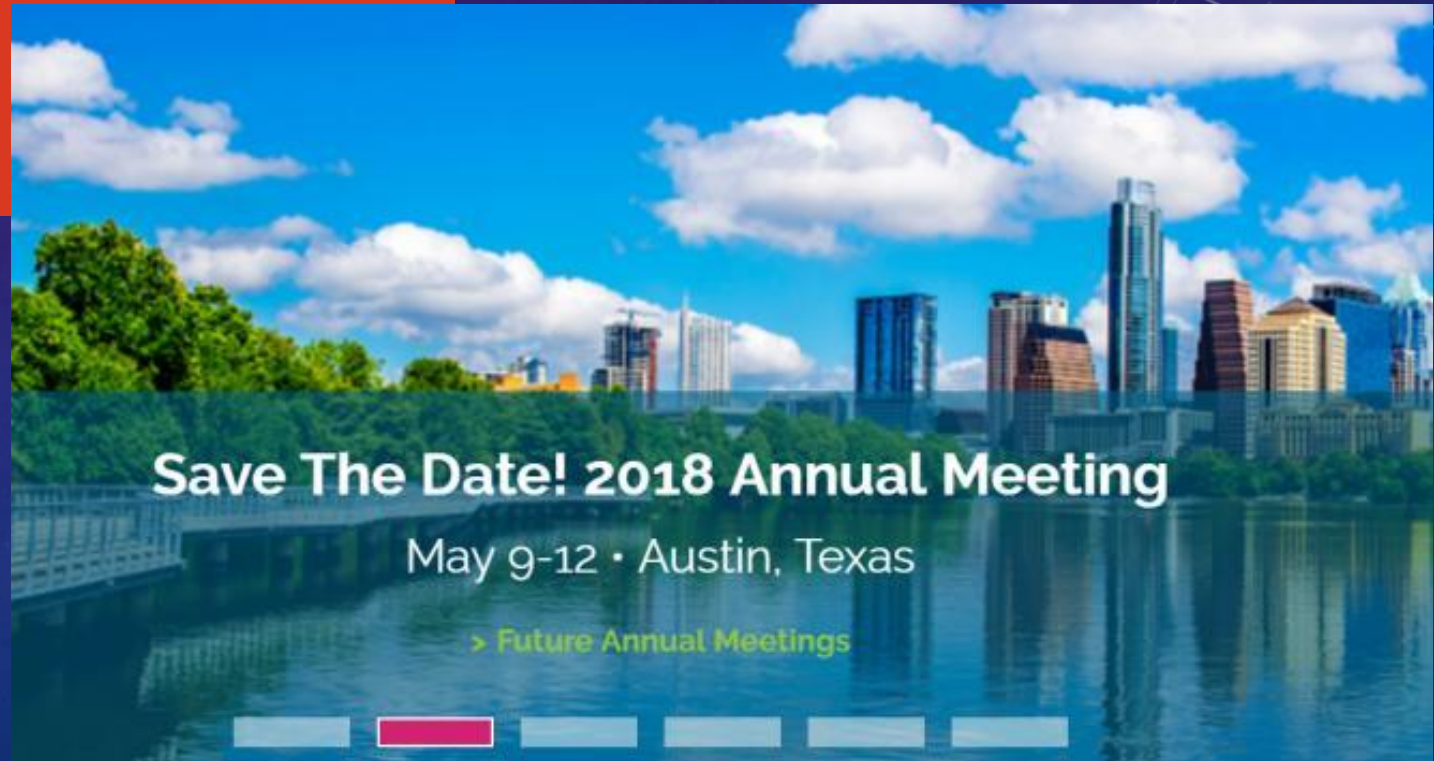 Save The Date! 2018 Annual Meeting
May 9-12 • Austin, Texas
> Future Annual Meetings